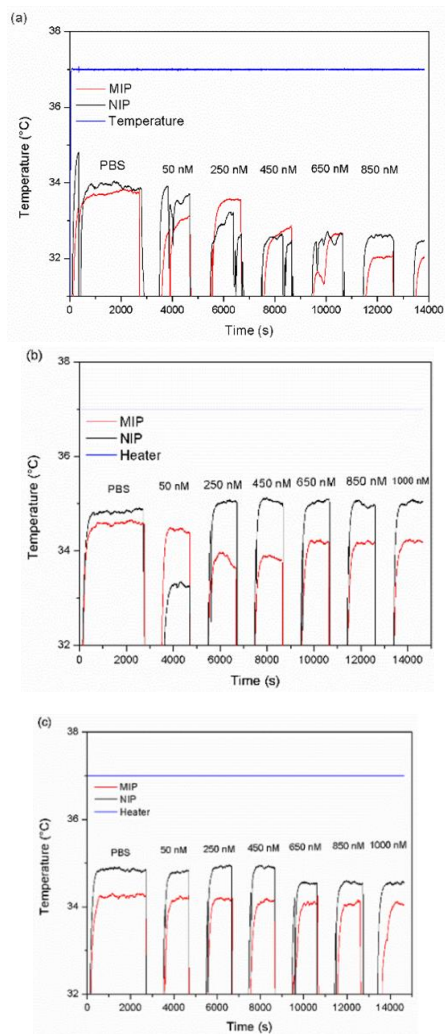 (a)
MIP
NIP
Temperature
PBS 50 nM 250 nM 450 nM 650 nM 850 nM
Temperature (°C)
38
36
34
32
0 2000 4000 6000 8000 10000 12000 14000
Time (s)
(b)
MIP
NIP
Heater
PBS 50 nM 250 nM 450 nM 650 nM 850 nM 1000 nM
Temperature (°C)
38
36
34
32
0 2000 4000 6000 8000 10000 12000 14000
Time (s)
(c)
MIP
NIP
Heater
PBS 50 nM 250 nM 450 nM 650 nM 850 nM 1000 nM
Temperature (°C)
38
36
34
32
0 2000 4000 6000 8000 10000 12000 14000
Time (s)